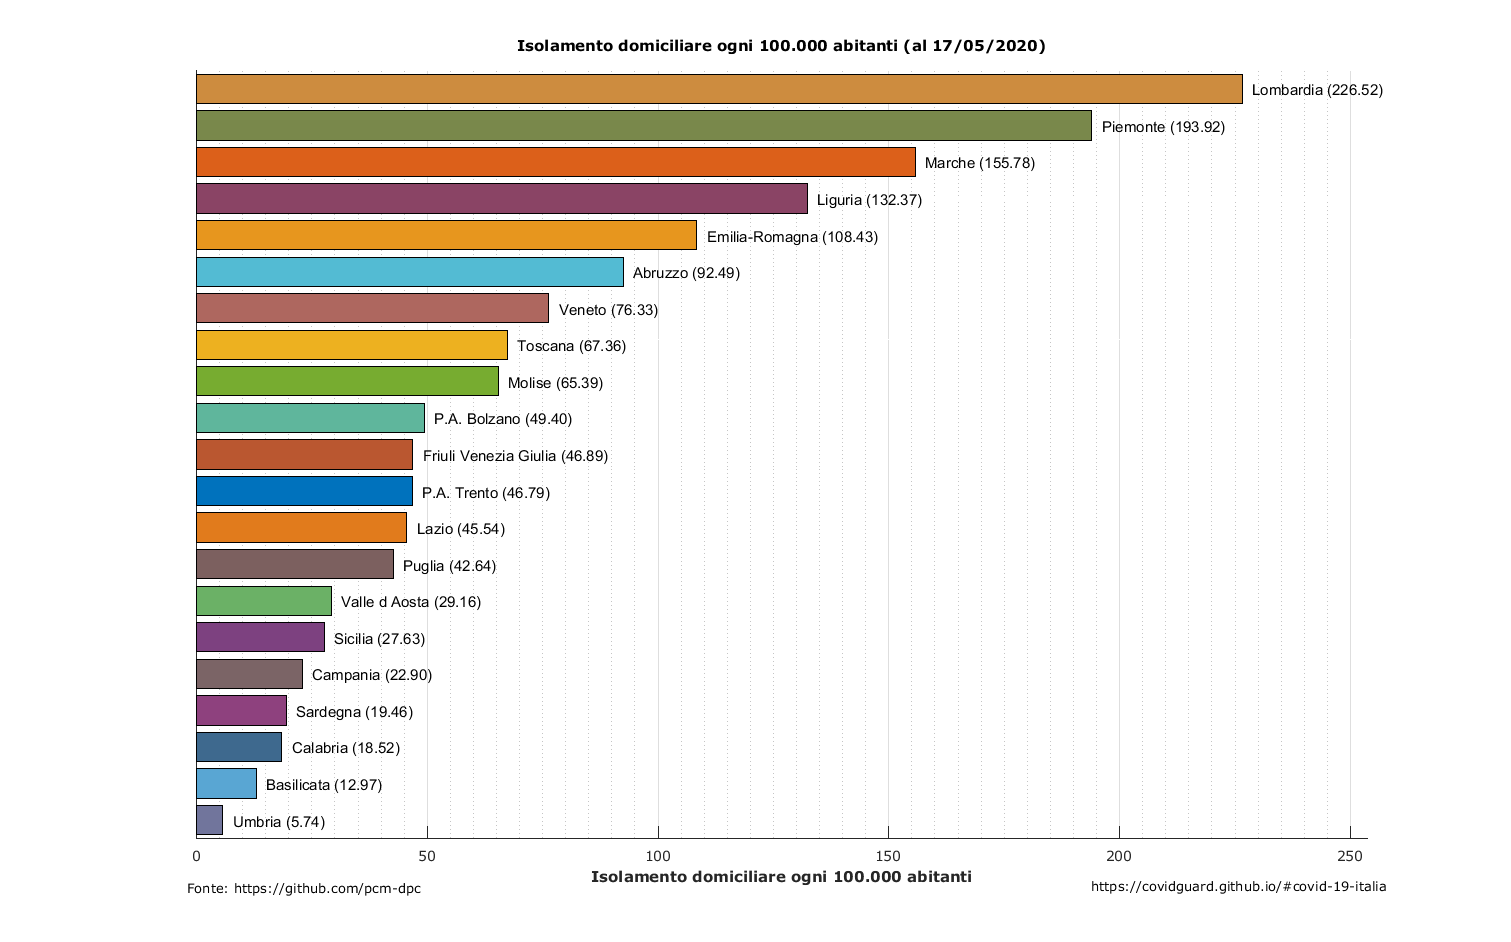 Isolamento domiciliare ogni 100.000 abitanti (al 17/05/2020)
Lombardia (226.52)
Piemonte (193.92)
Marche (155.78)
Liguria (132.37)
Emilia-Romagna (108.43)
Abruzzo (92.49)
Veneto (76.33)
Toscana (67.36)
Molise (65.39)
P.A. Bolzano (49.40)
Friuli Venezia Giulia (46.89)
P.A. Trento (46.79)
Lazio (45.54)
Puglia (42.64)
Valle d Aosta (29.16)
Sicilia (27.63)
Campania (22.90)
Sardegna (19.46)
Calabria (18.52)
Basilicata (12.97)
Umbria (5.74)
0 50 100 150 200 250
Isolamento domiciliare ogni 100.000 abitanti
Fonte: https://github.com/pcm-dpc
https://covidguard.github.io/#covid-19-italia